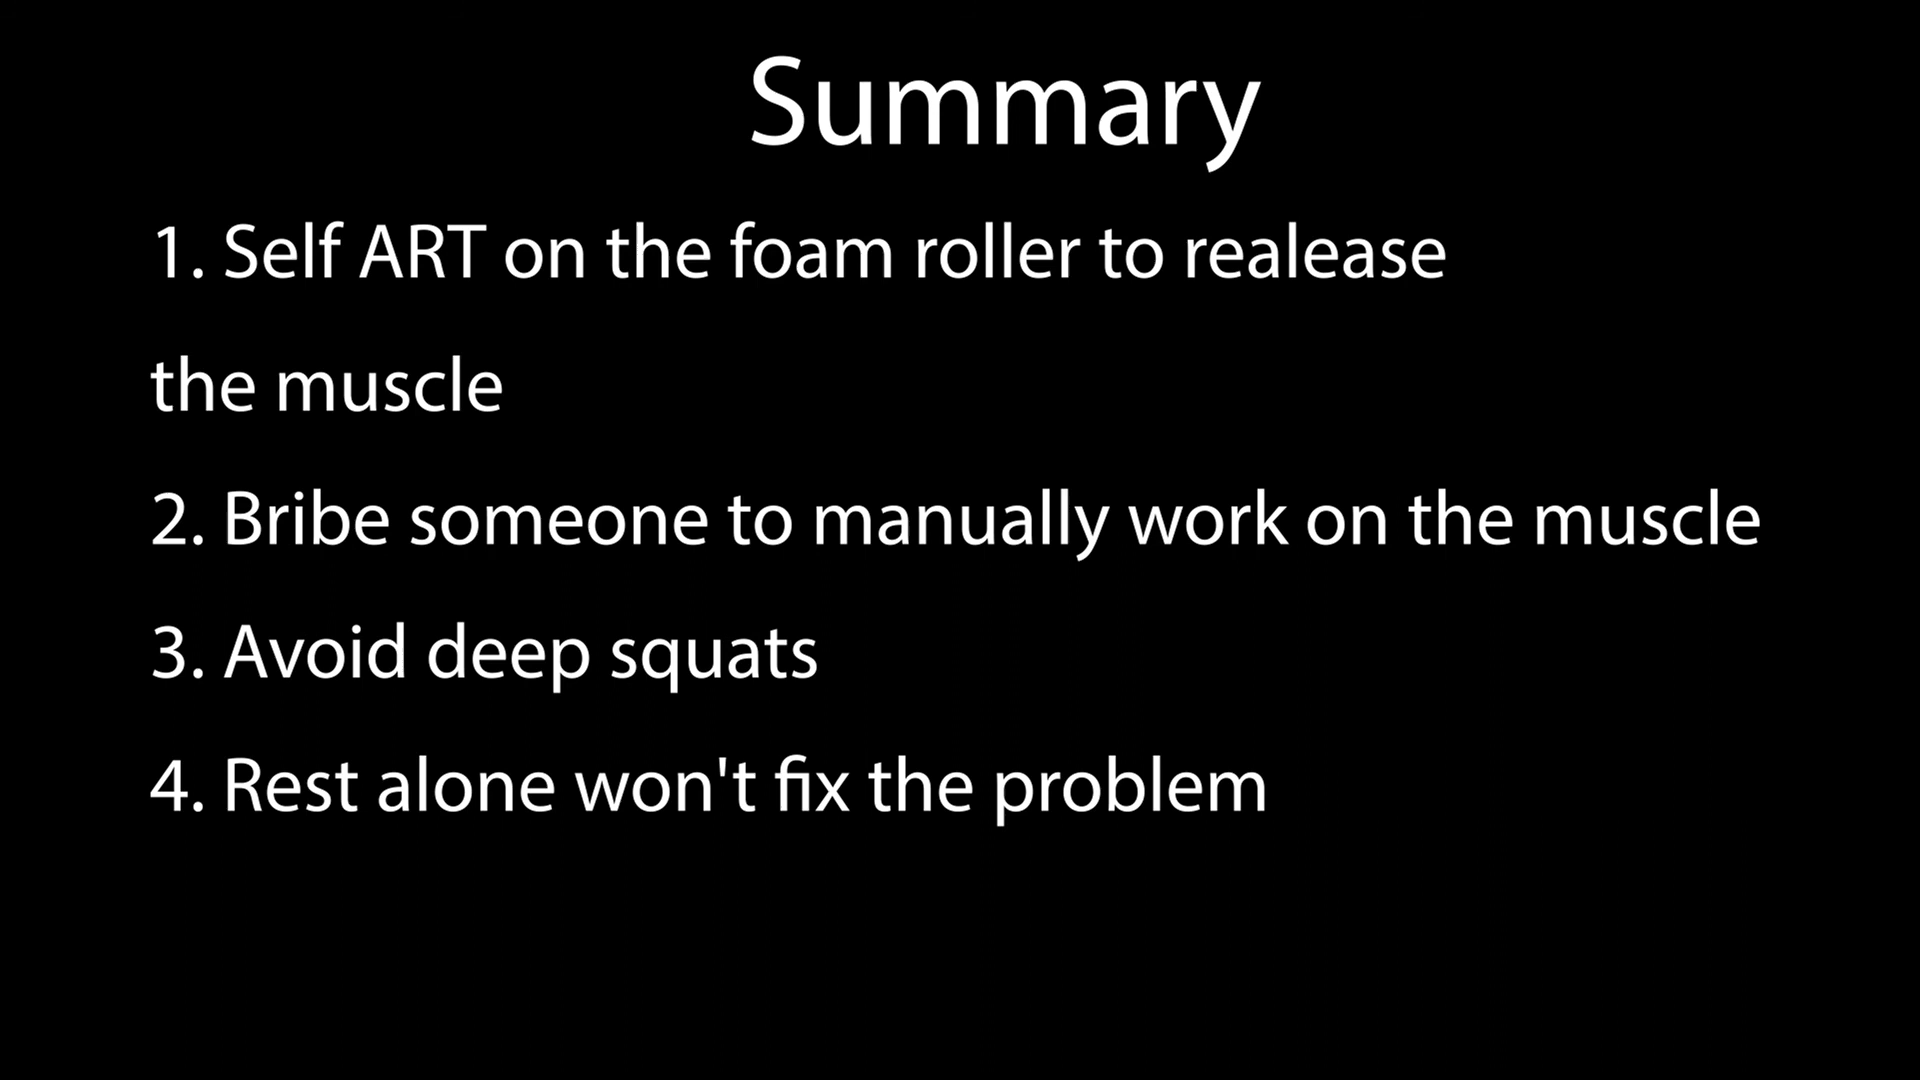 Summary
1. Self ART on the foam roller to realease
the muscle
2. Bribe someone to manually work on the muscle
3. Avoid deep squats
4. Rest alone won't fix the problem